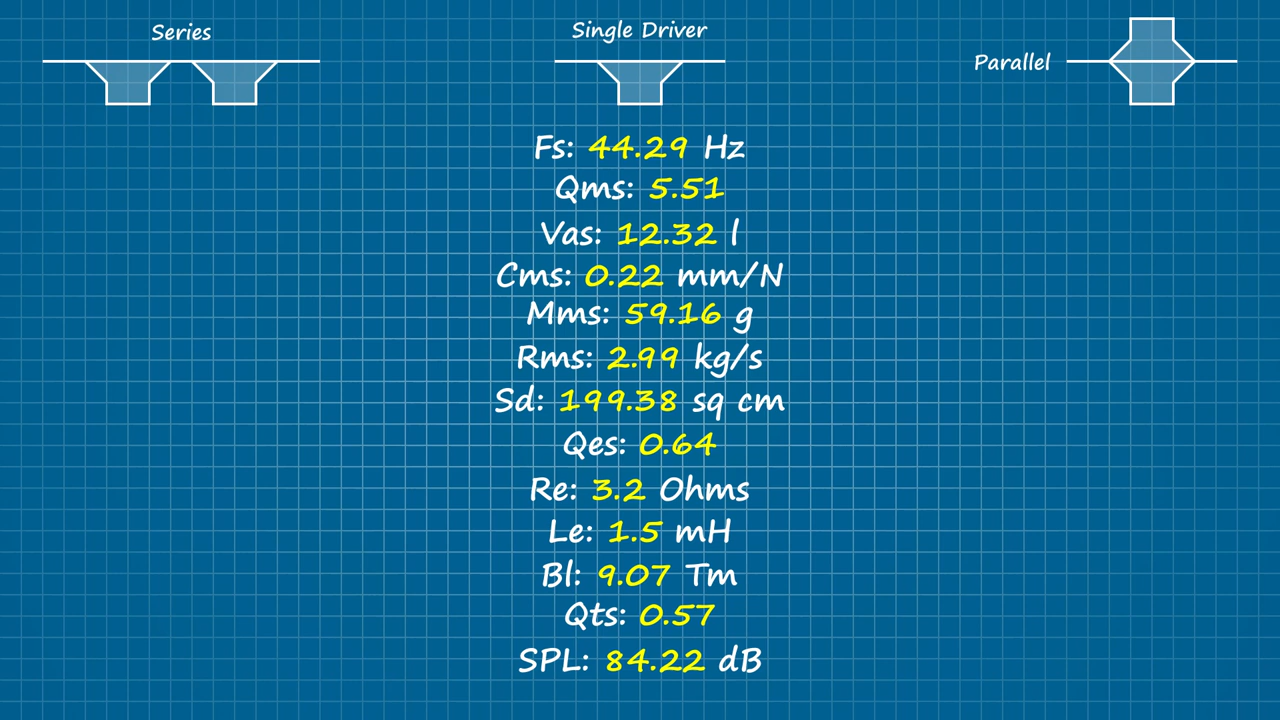 Series
Single Driver
Parallel
Fs: 44.29 Hz
Qms: 5.51
Vas: 12.32 l
Cms: 0.22 mm/N
Mms: 59.16 g
Rms: 2.99 kg/s
Sd: 199.38 sq cm
Qes: 0.64
Re: 3.2 Ohms
Le: 1.5 mH
Bl: 9.07 Tm
Qts: 0.57
SPL: 84.22 dB